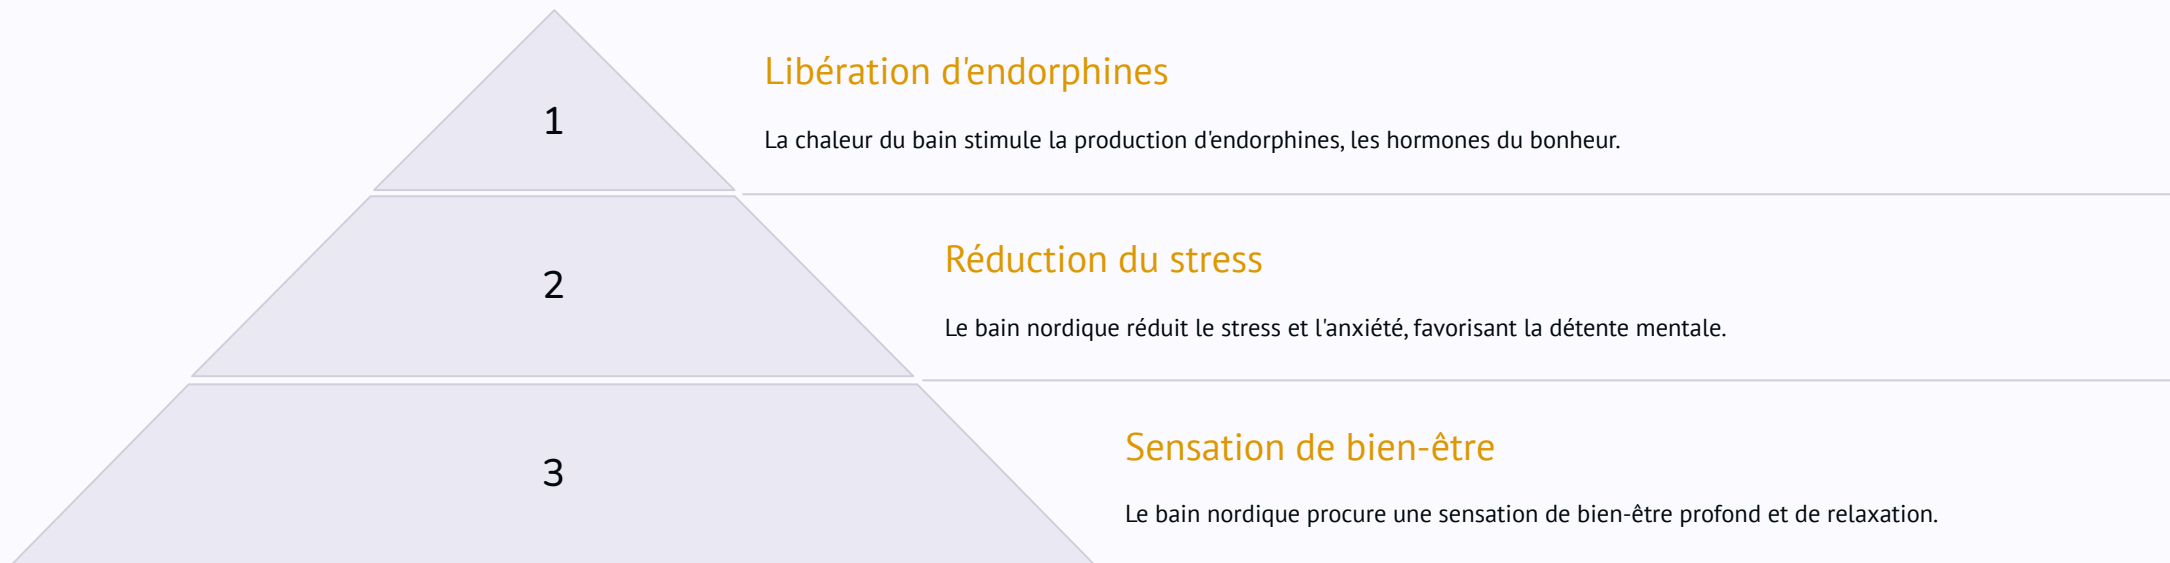 1
Libération d'endorphines
La chaleur du bain stimule la production d'endorphines, les hormones du bonheur.
2
Réduction du stress
Le bain nordique réduit le stress et l'anxiété, favorisant la détente mentale.
3
Sensation de bien-être
Le bain nordique procure une sensation de bien-être profond et de relaxation.